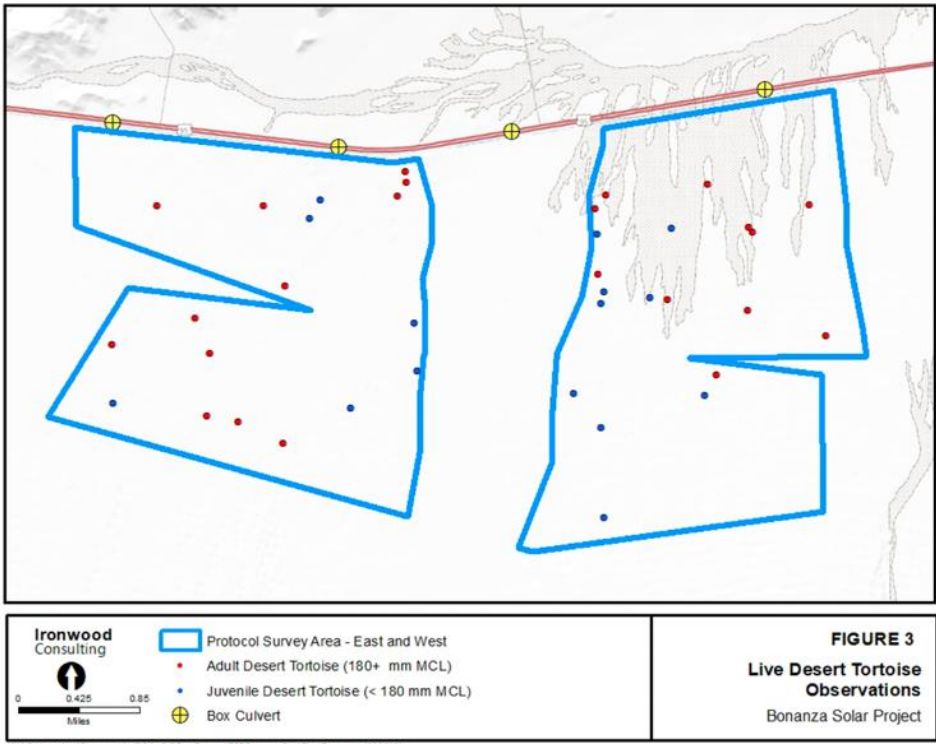 Ironwood
Consulting
0 0.425 0.85
Miles
Protocol Survey Area - East and West
Adult Desert Tortoise (180+ mm MCL)
Juvenile Desert Tortoise (< 180 mm MCL)
Box Culvert
FIGURE 3
Live Desert Tortoise
Observations
Bonanza Solar Project